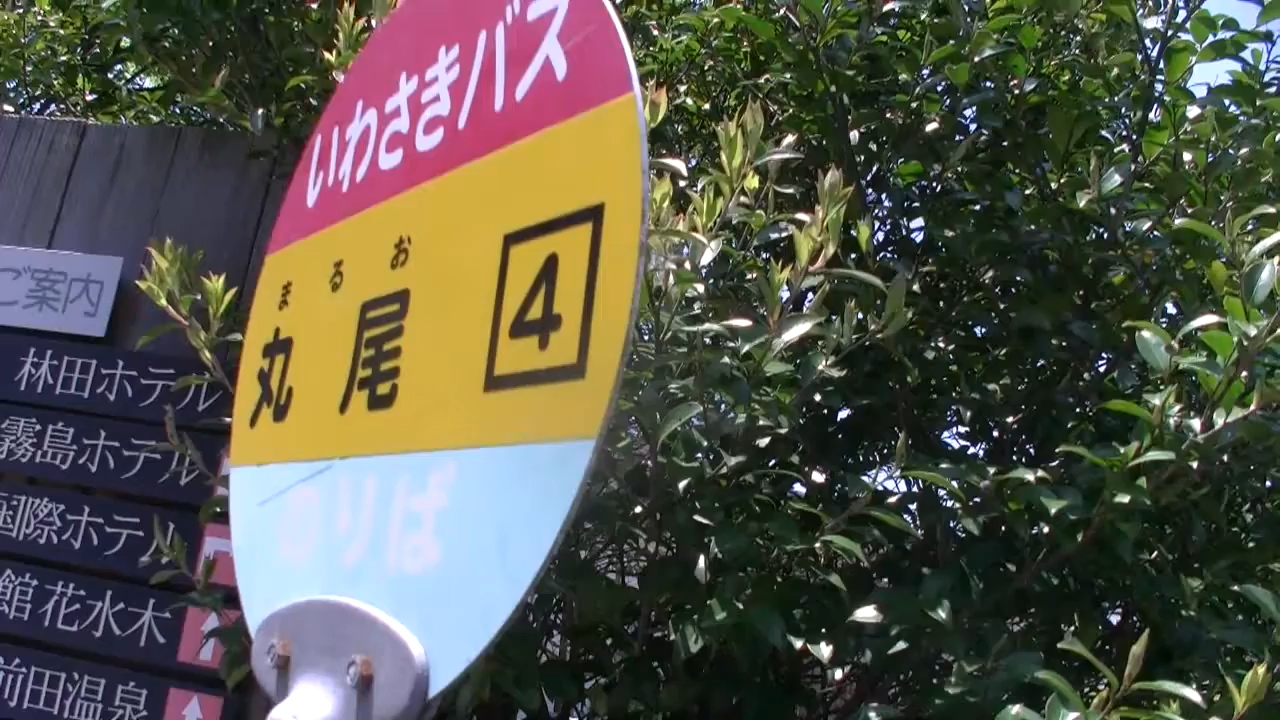 いわさきバス
まるお
丸尾 4
のりば
ご案内
林田ホテル
霧島ホテル
国際ホテル
館花水木
前田温泉